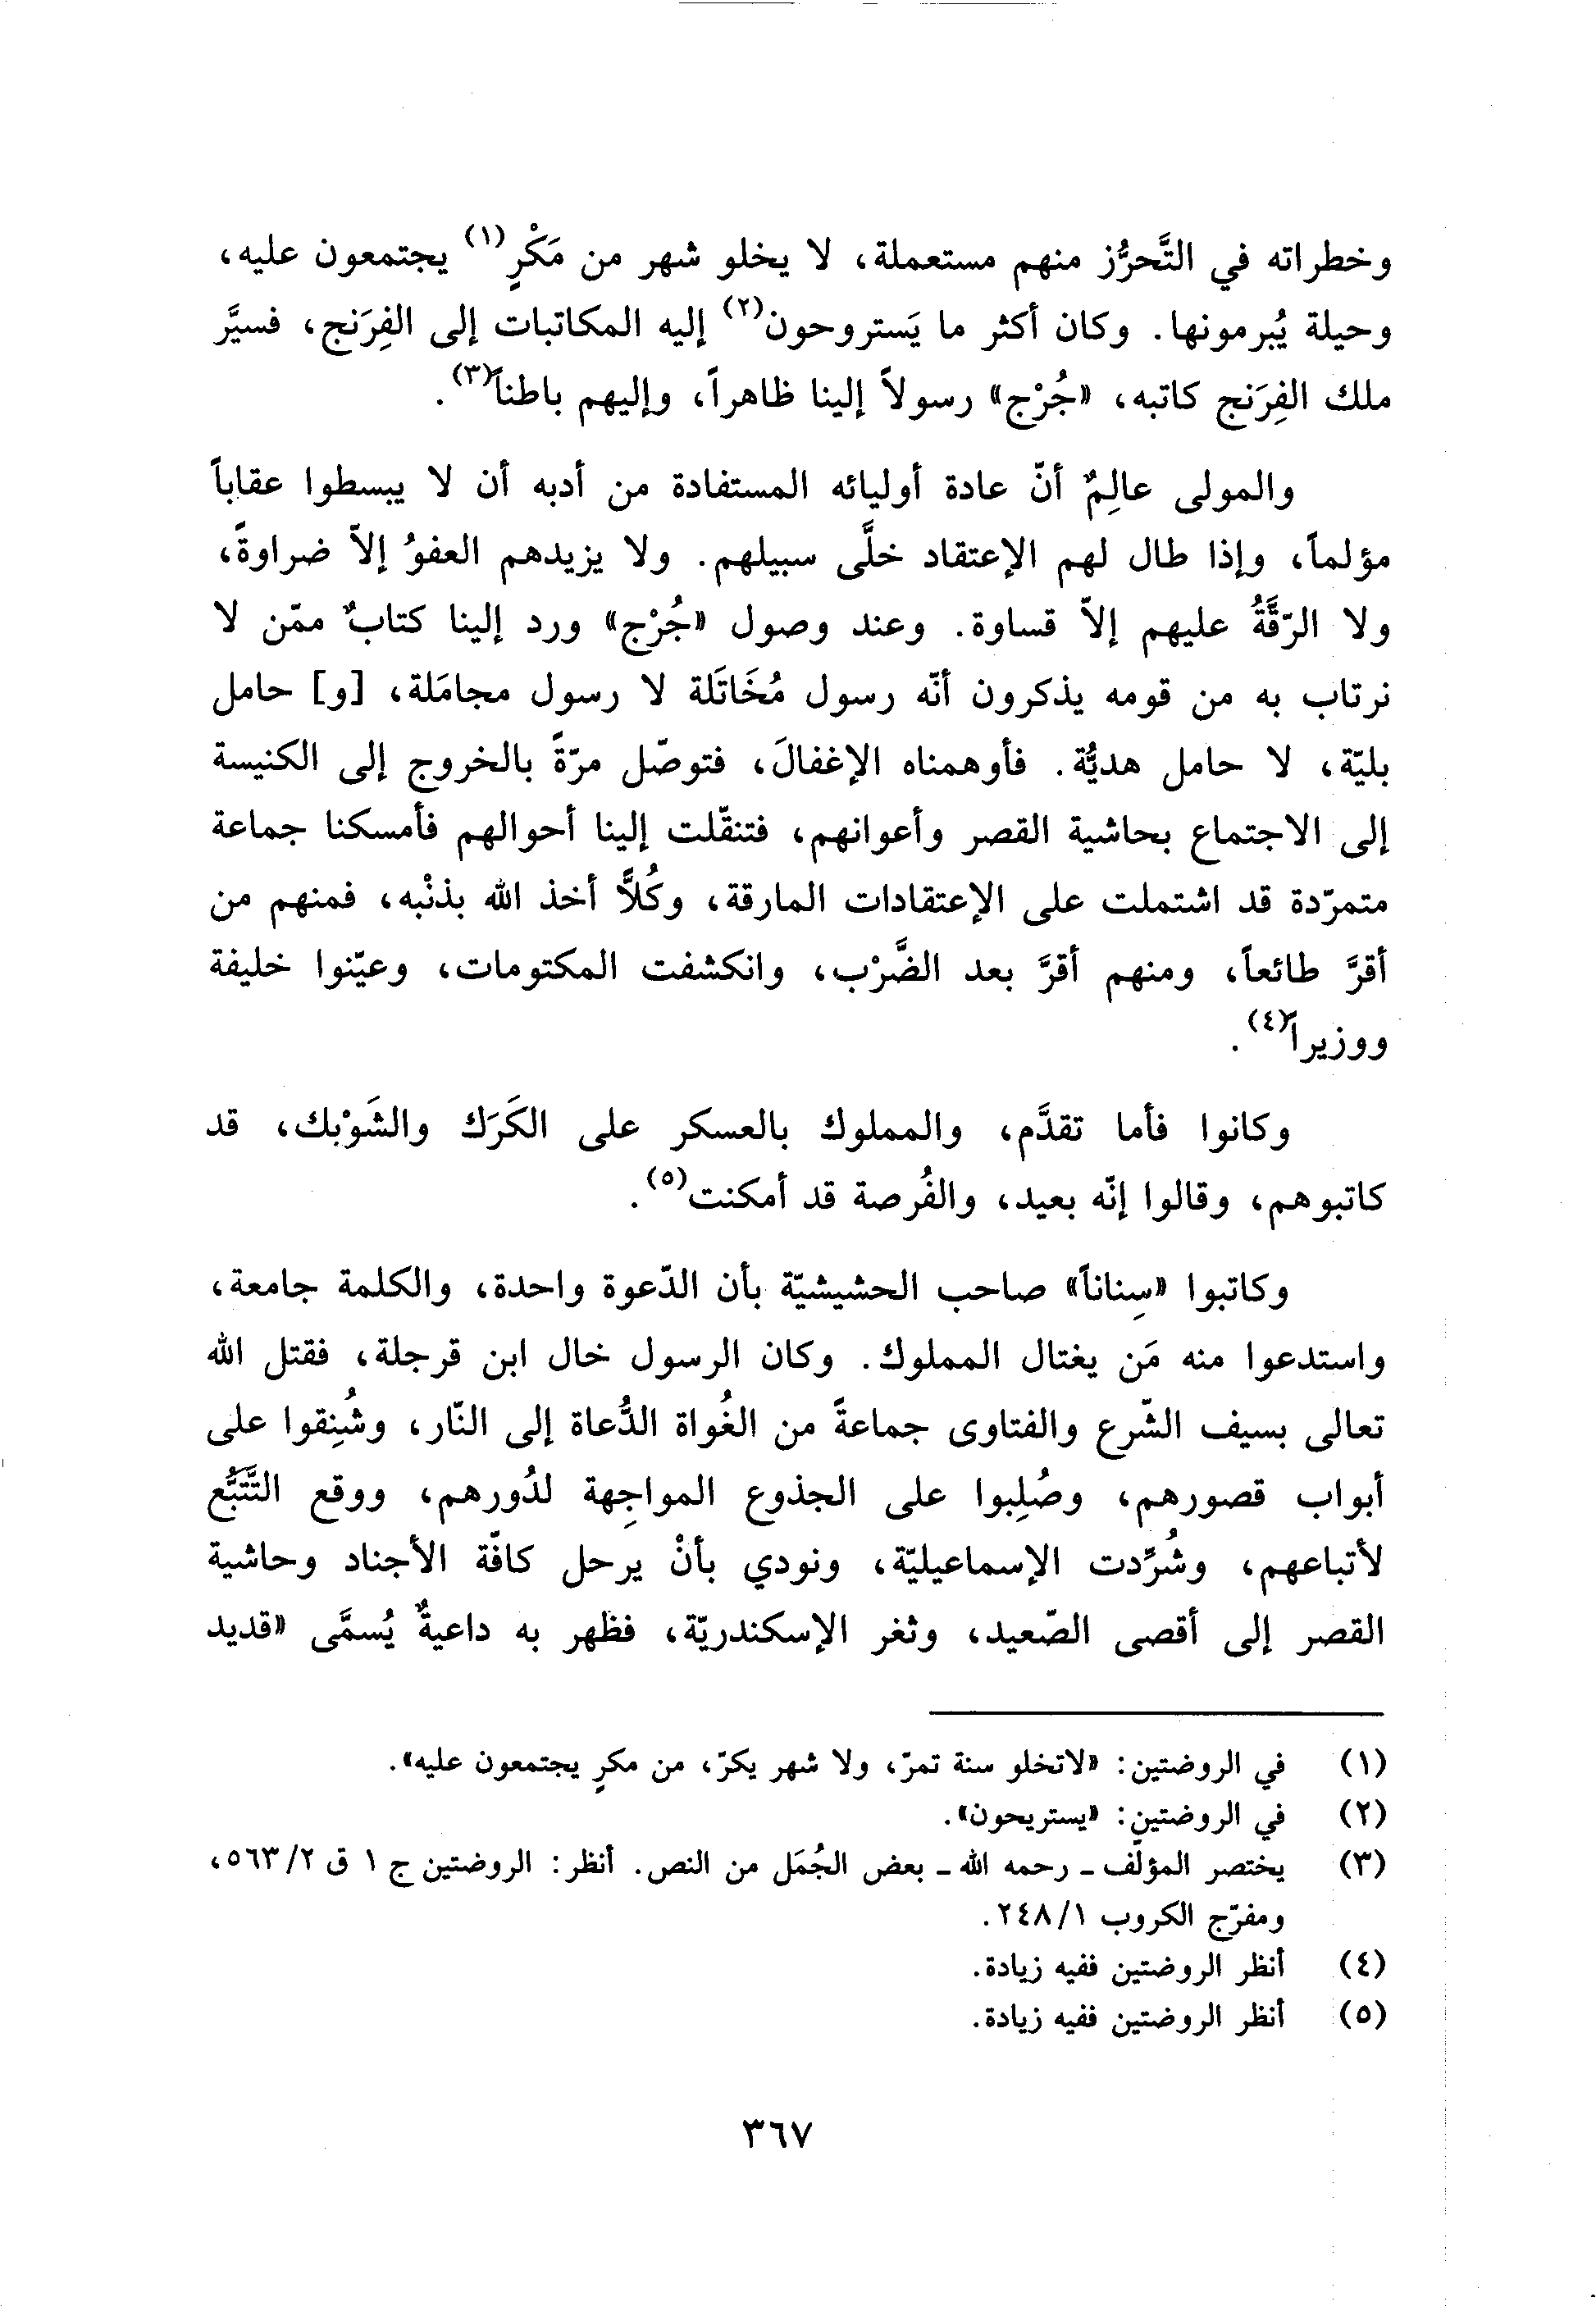 وخطراته في التَّحرُّز منهم مستعملة، لا يخلو شهر من مَكْرٍ(١) يجتمعون عليه،
وحيلة يُبرمونها. وكان أكثر ما يَستروحون(٢) إليه المكاتبات إلى الفِرَنج، فسيَّر
ملك الفِرَنج كاتبه، «جُرْج» رسولاً إلينا ظاهراً، وإليهم باطناً(٣).
والمولى عالِمٌ أنّ عادة أوليائه المستفادة من أدبه أن لا يبسطوا عقاباً
مؤلماً، وإذا طال لهم الإعتقاد خلَّى سبيلهم. ولا يزيدهم العفوُ إلاّ ضراوةً،
ولا الرّقَّةُ عليهم إلاّ قساوة. وعند وصول «جُرْج» ورد إلينا كتابٌ ممّن لا
نرتاب به من قومه يذكرون أنّه رسول مُخَاتَلة لا رسول مجامَلة، [و] حامل
بليّة، لا حامل هديُّة. فأوهمناه الإغفالَ، فتوصّل مرّةً بالخروج إلى الكنيسة
إلى الاجتماع بحاشية القصر وأعوانهم، فتنقّلت إلينا أحوالهم فأمسكنا جماعة
متمرّدة قد اشتملت على الإعتقادات المارقة، وكُلاًّ أخذ الله بذنْبه، فمنهم من
أقرَّ طائعاً، ومنهم أقرَّ بعد الضَّرْب، وانكشفت المكتومات، وعيّنوا خليفة
ووزيراً(٤).
وكانوا فأما تقدَّم، والمملوك بالعسكر على الكَرَك والشَوْبك، قد
كاتبوهم، وقالوا إنّه بعيد، والفُرصة قد أمكنت(٥).
وكاتبوا «سِناناً» صاحب الحشيشيّة بأن الدّعوة واحدة، والكلمة جامعة،
واستدعوا منه مَن يغتال المملوك. وكان الرسول خال ابن قرجلة، فقتل الله
تعالى بسيف الشّرع والفتاوى جماعةً من الغُواة الدُّعاة إلى النّار، وشُنِقوا على
أبواب قصورهم، وصُلِبوا على الجذوع المواجِهة لدُورهم، ووقع التَّتَبُّع
لأتباعهم، وشُرِّدت الإسماعيليّة، ونودي بأنْ يرحل كافّة الأجناد وحاشية
القصر إلى أقصى الصّعيد، وثغر الإسكندريّة، فظهر به داعيةٌ يُسمَّى «قديد
(١) في الروضتين: «لاتخلو سنة تمرّ، ولا شهر يكرّ، من مكرٍ يجتمعون عليه».
(٢) في الروضتين: «يستريحون».
(٣) يختصر المؤلّف ـ رحمه الله ـ بعض الجُمَل من النص. أنظر: الروضتين ج ١ ق ٢/ ٥٦٣،
ومفرّج الكروب ١/ ٢٤٨.
(٤) أنظر الروضتين ففيه زيادة.
(٥) أنظر الروضتين ففيه زيادة.
٣٦٧